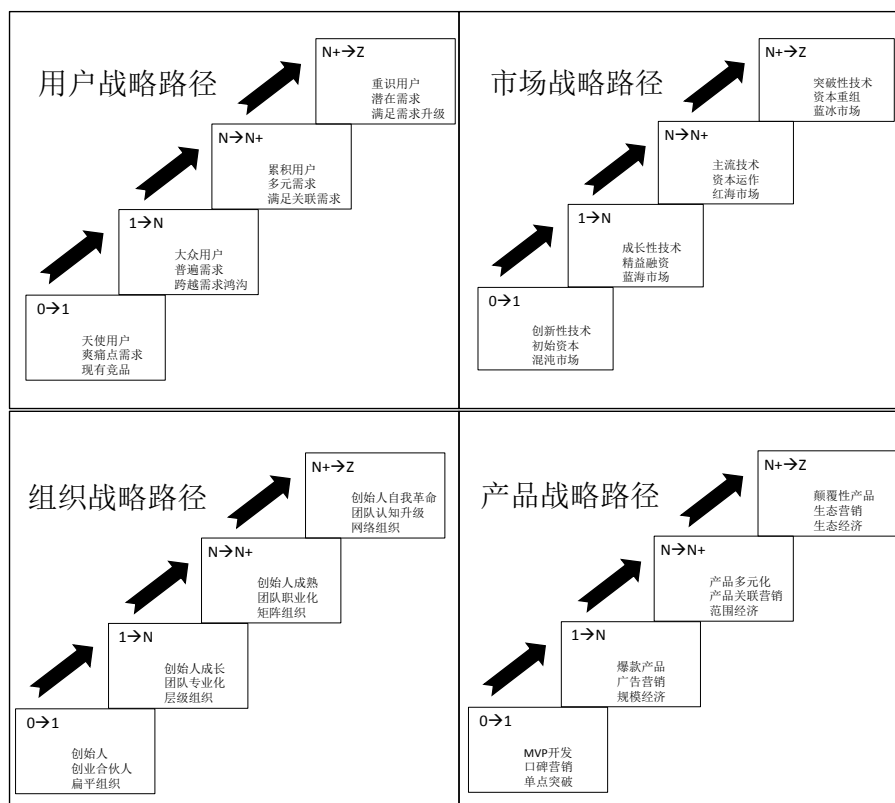 用户战略路径
N+→Z
重识用户
潜在需求
满足需求升级
N→N+
累积用户
多元需求
满足关联需求
1→N
大众用户
普遍需求
跨越需求鸿沟
0→1
天使用户
爽痛点需求
现有竞品
市场战略路径
N+→Z
突破性技术
资本重组
蓝冰市场
N→N+
主流技术
资本运作
红海市场
1→N
成长性技术
精益融资
蓝海市场
0→1
创新性技术
初始资本
混沌市场
组织战略路径
N+→Z
创始人自我革命
团队认知升级
网络组织
N→N+
创始人成熟
团队职业化
矩阵组织
1→N
创始人成长
团队专业化
层级组织
0→1
创始人
创业合伙人
扁平组织
产品战略路径
N+→Z
颠覆性产品
生态营销
生态经济
N→N+
产品多元化
产品关联营销
范围经济
1→N
爆款产品
广告营销
规模经济
0→1
MVP开发
口碑营销
单点突破